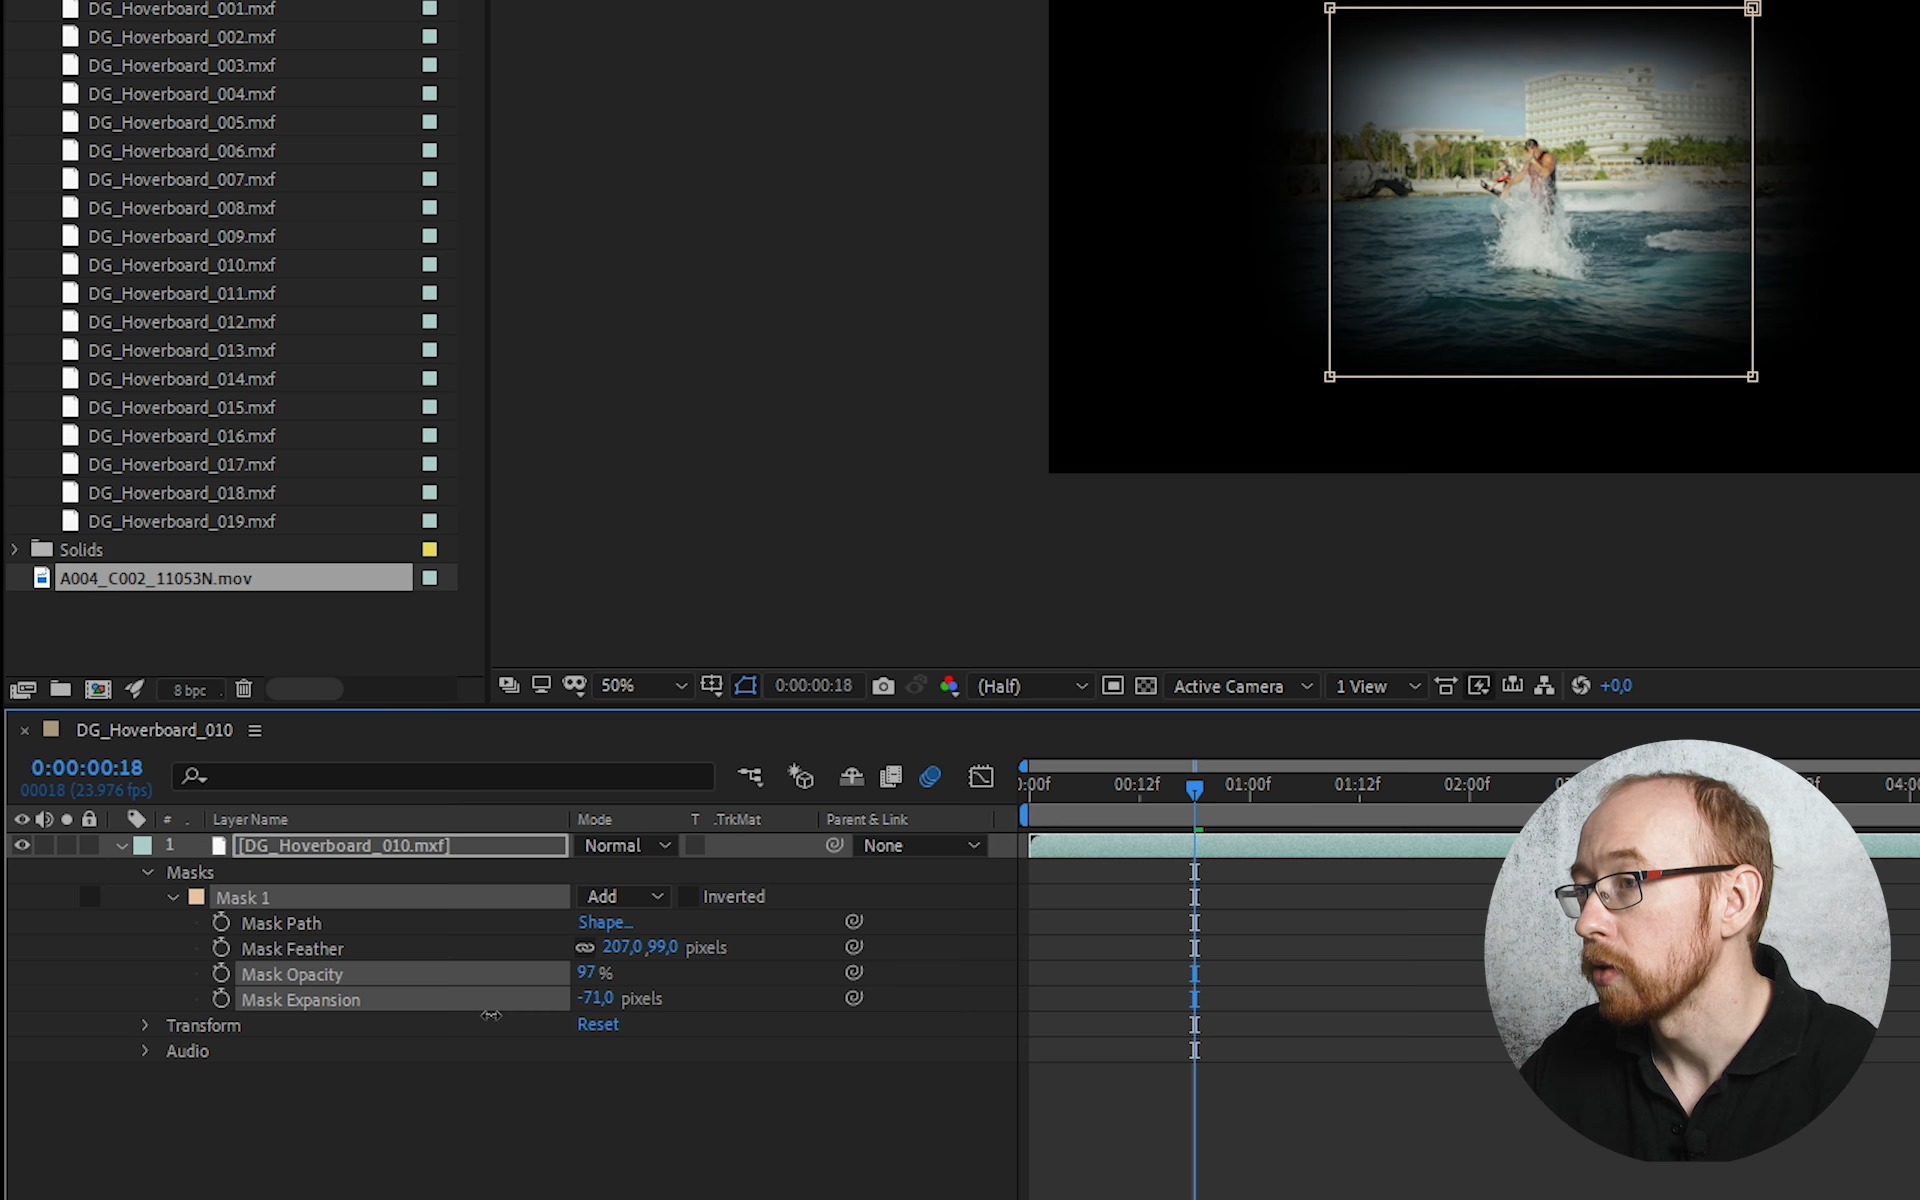 DG_Hoverboard_001.mxf
DG_Hoverboard_002.mxf
DG_Hoverboard_003.mxf
DG_Hoverboard_004.mxf
DG_Hoverboard_005.mxf
DG_Hoverboard_006.mxf
DG_Hoverboard_007.mxf
DG_Hoverboard_008.mxf
DG_Hoverboard_009.mxf
DG_Hoverboard_010.mxf
DG_Hoverboard_011.mxf
DG_Hoverboard_012.mxf
DG_Hoverboard_013.mxf
DG_Hoverboard_014.mxf
DG_Hoverboard_015.mxf
DG_Hoverboard_016.mxf
DG_Hoverboard_017.mxf
DG_Hoverboard_018.mxf
DG_Hoverboard_019.mxf
Solids
A004_C002_11053N.mov
8 bpc 50% 0:00:00:18 (Half) Active Camera 1 View +0,0
DG_Hoverboard_010
0:00:00:18
00018 (23.976 fps)
):00f 00:12f 01:00f 01:12f 02:00f 04:00
# . Layer Name Mode T .TrkMat Parent & Link
1 [DG_Hoverboard_010.mxf] Normal None
Masks
Mask 1 Add Inverted
Mask Path Shape...
Mask Feather 207,0,99,0 pixels
Mask Opacity 97 %
Mask Expansion -71,0 pixels
Transform Reset
Audio